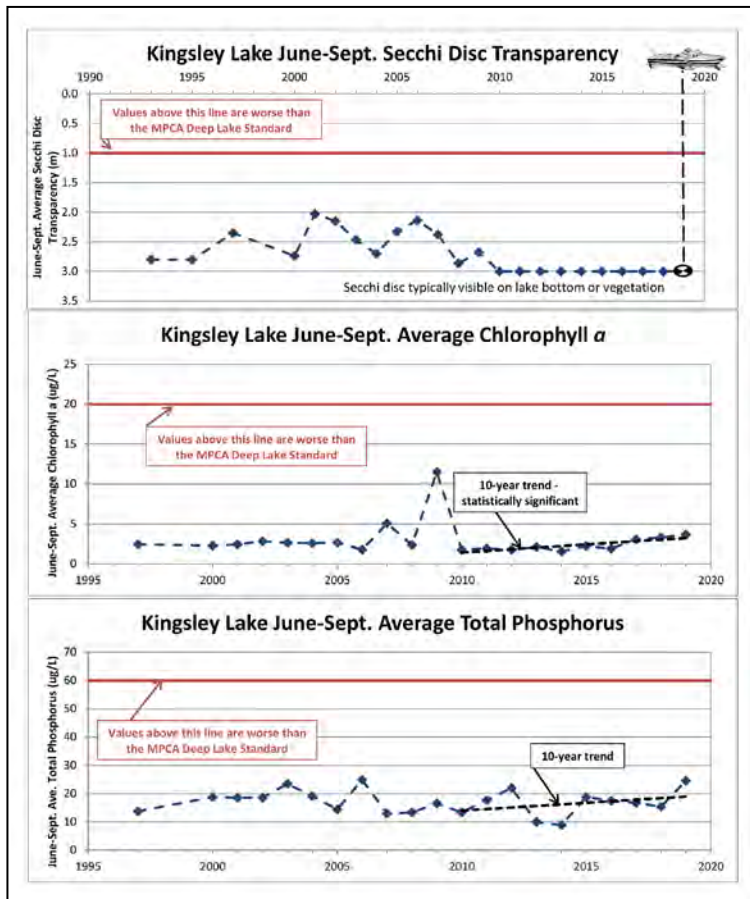 Kingsley Lake June-Sept. Secchi Disc Transparency
1990 1995 2000 2005 2010 2015 2020
0.0
0.5
1.0
1.5
2.0
2.5
3.0
3.5
June-Sept. Average Secchi Disc
Transparency (m)
Values above this line are worse than
the MPCA Deep Lake Standard
Secchi disc typically visible on lake bottom or vegetation
Kingsley Lake June-Sept. Average Chlorophyll a
25
20
15
10
5
0
June-Sept. Average Chlorophyll a (ug/L)
Values above this line are worse than
the MPCA Deep Lake Standard
10-year trend -
statistically significant
1995 2000 2005 2010 2015 2020
Kingsley Lake June-Sept. Average Total Phosphorus
70
60
50
40
30
20
10
0
June-Sept. Ave. Total Phosphorus (ug/L)
Values above this line are worse than
the MPCA Deep Lake Standard
10-year trend
1995 2000 2005 2010 2015 2020